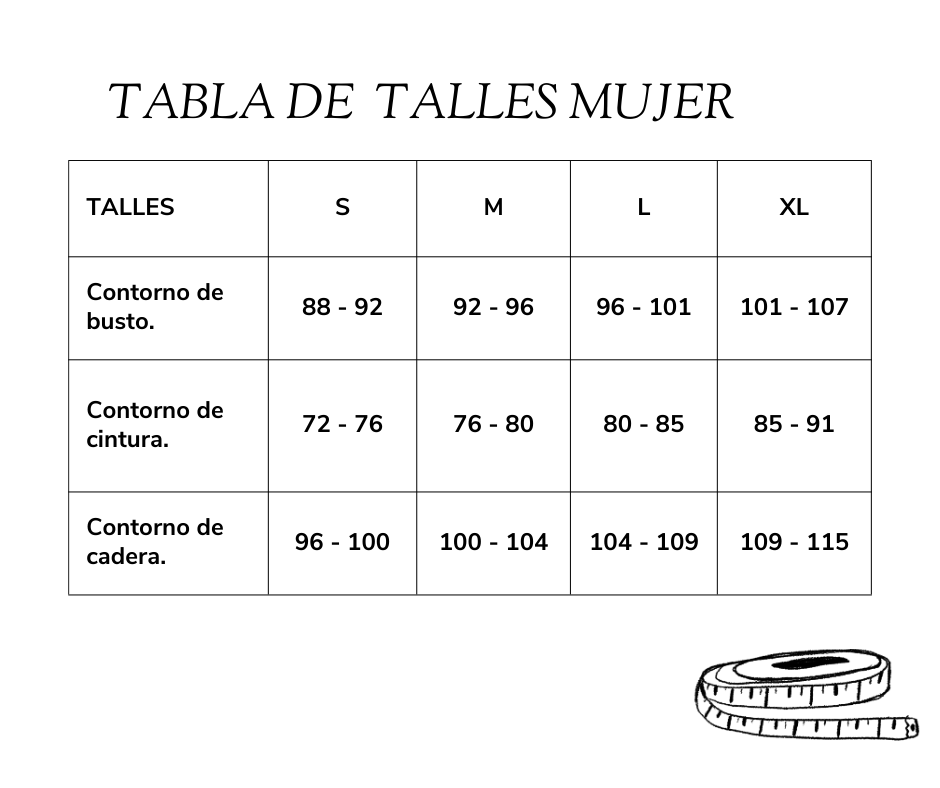 TABLA DE TALLES MUJER
TALLES S M L XL
Contorno de
busto. 88 - 92 92 - 96 96 - 101 101 - 107
Contorno de
cintura. 72 - 76 76 - 80 80 - 85 85 - 91
Contorno de
cadera. 96 - 100 100 - 104 104 - 109 109 - 115